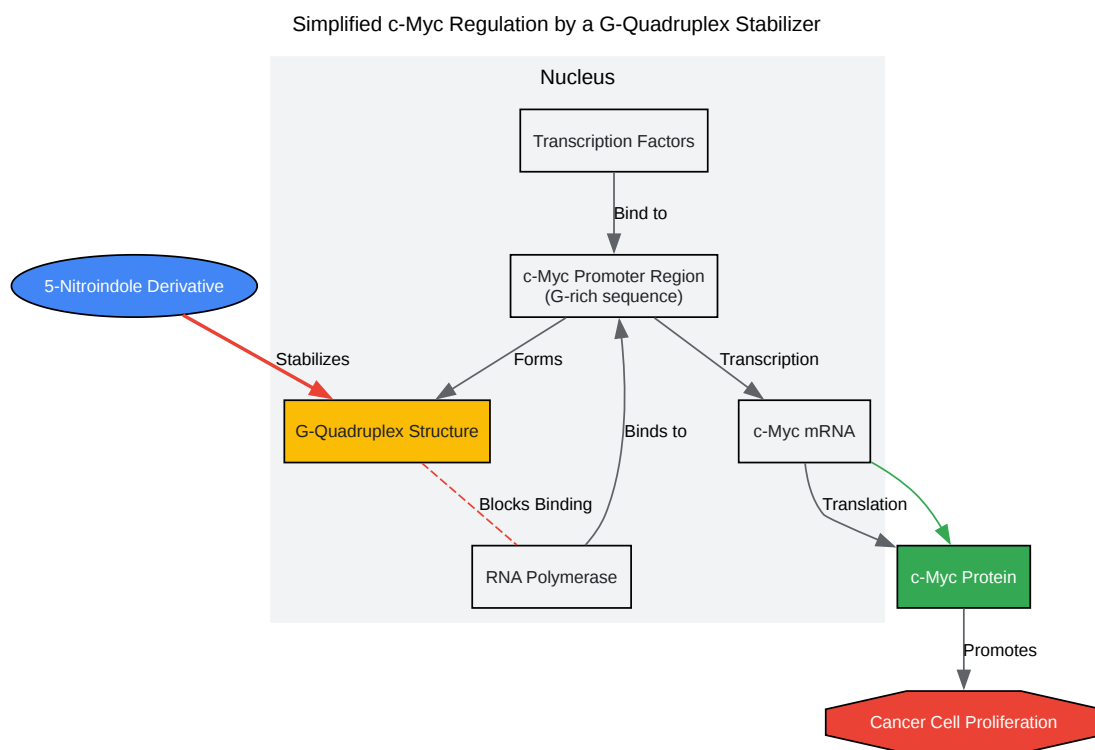 Simplified c-Myc Regulation by a G-Quadruplex Stabilizer
Nucleus
Transcription Factors
Bind to
5-Nitroindole Derivative
c-Myc Promoter Region
(G-rich sequence)
Stabilizes
Forms
Transcription
G-Quadruplex Structure
Binds to
c-Myc mRNA
Blocks Binding
Translation
RNA Polymerase
c-Myc Protein
Promotes
Cancer Cell Proliferation